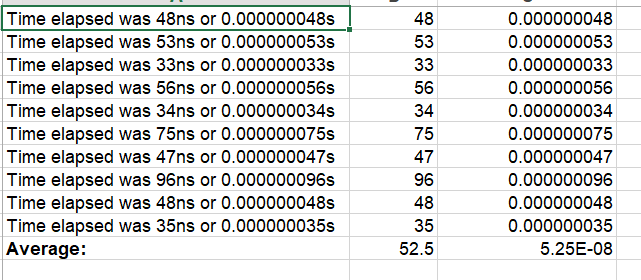 Time elapsed was 48ns or 0.000000048s 48 0.000000048
Time elapsed was 53ns or 0.000000053s 53 0.000000053
Time elapsed was 33ns or 0.000000033s 33 0.000000033
Time elapsed was 56ns or 0.000000056s 56 0.000000056
Time elapsed was 34ns or 0.000000034s 34 0.000000034
Time elapsed was 75ns or 0.000000075s 75 0.000000075
Time elapsed was 47ns or 0.000000047s 47 0.000000047
Time elapsed was 96ns or 0.000000096s 96 0.000000096
Time elapsed was 48ns or 0.000000048s 48 0.000000048
Time elapsed was 35ns or 0.000000035s 35 0.000000035
Average: 52.5 5.25E-08